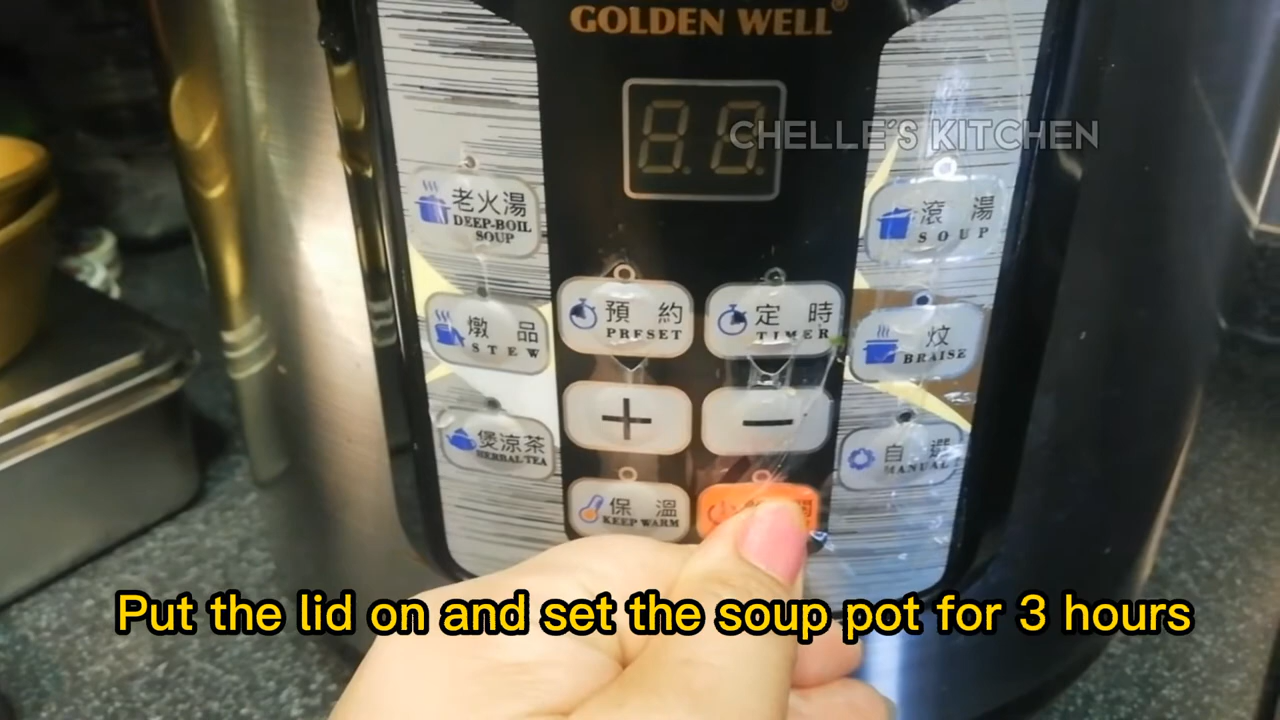 GOLDEN WELL®
8.8.
CHELLE'S KITCHEN
老火湯
DEEP-BOIL
SOUP
滾湯
SOUP
預約
PRESET
定時
TIMER
燉品
STEW
炆
BRAISE
+
−
煲涼茶
HERBAL TEA
自選
MANUAL
保溫
KEEP WARM
Put the lid on and set the soup pot for 3 hours